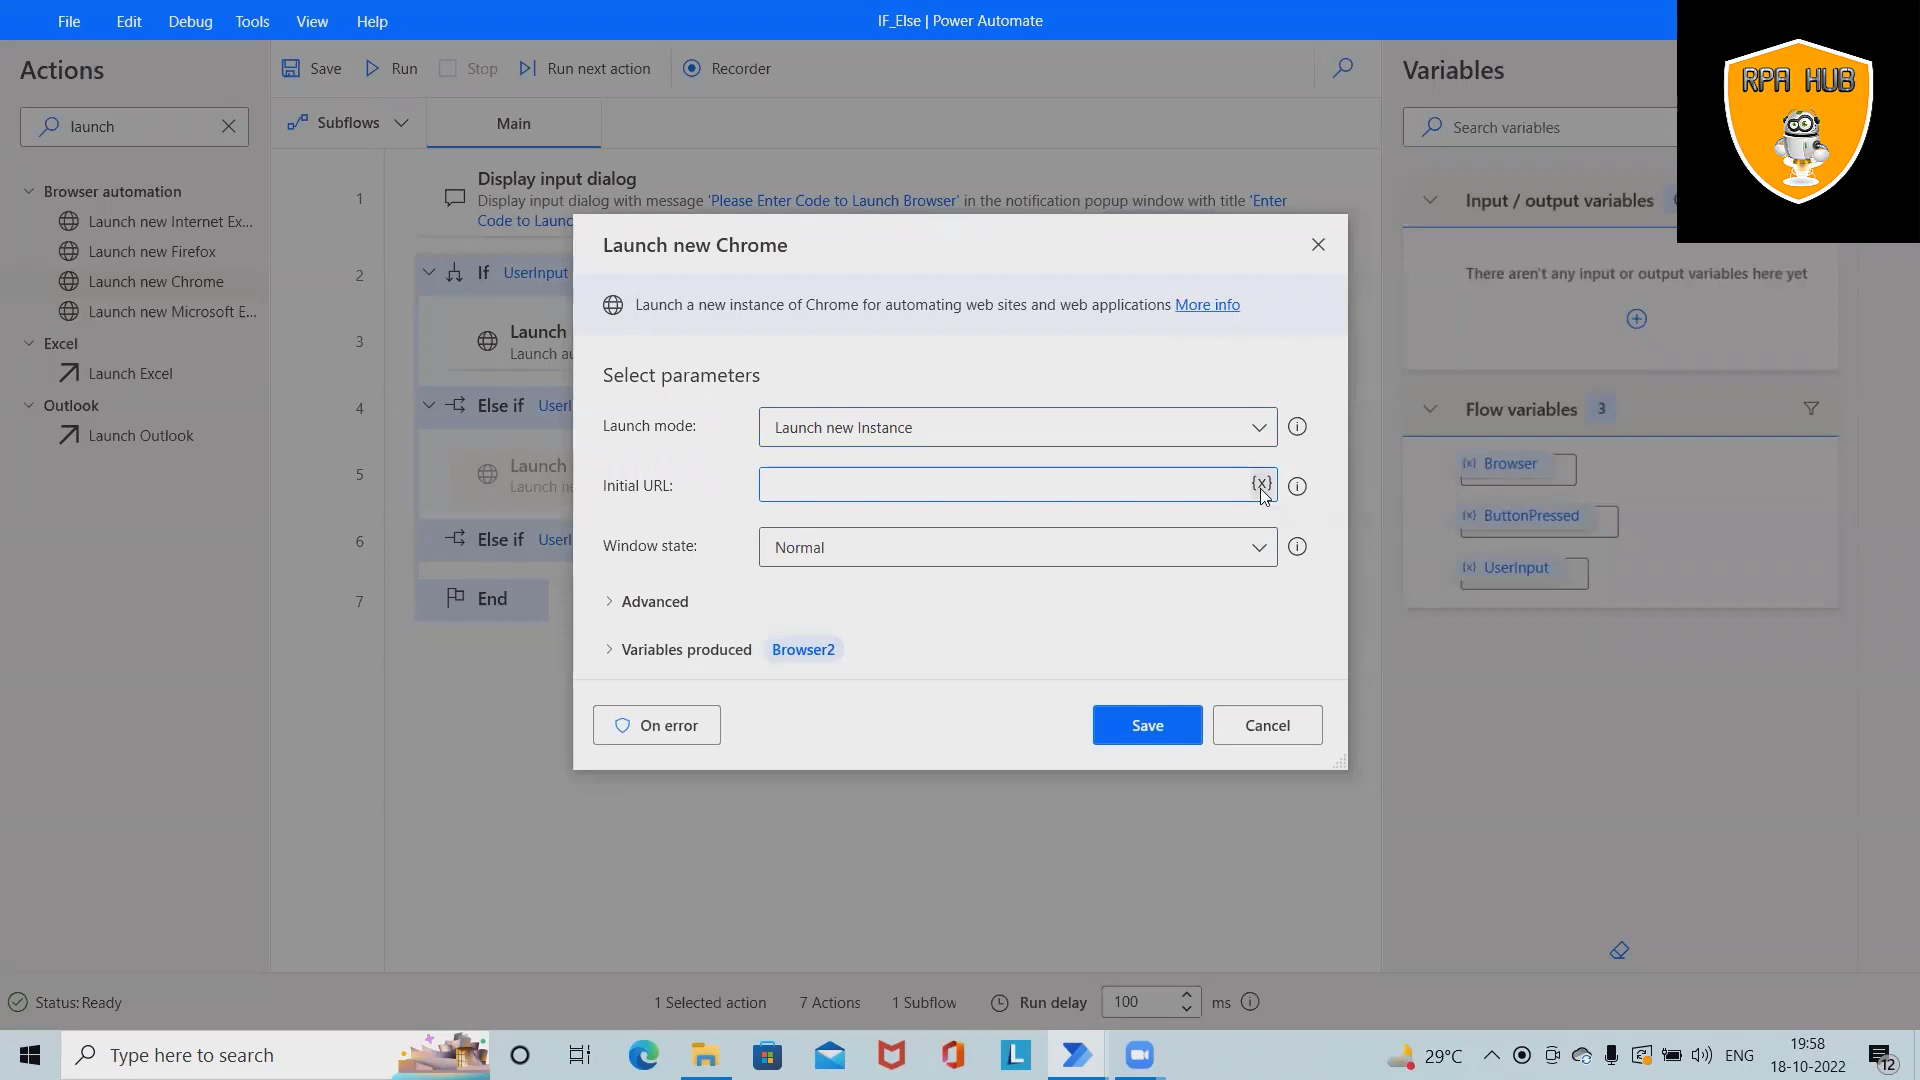 File Edit Debug Tools View Help
IF_Else | Power Automate
RPA HUB
Actions
launch
Browser automation
Launch new Internet Ex...
Launch new Firefox
Launch new Chrome
Launch new Microsoft E...
Excel
Launch Excel
Outlook
Launch Outlook
Save Run Stop Run next action Recorder
Subflows Main
1 Display input dialog
Display input dialog with message 'Please Enter Code to Launch Browser' in the notification popup window with title 'Enter
Code to Launc
2 If UserInput
3 Launch
Launch au
4 Else if UserI
5 Launch
Launch ne
6 Else if UserI
7 End
Launch new Chrome
Launch a new instance of Chrome for automating web sites and web applications More info
Select parameters
Launch mode: Launch new Instance
Initial URL: {x}
Window state: Normal
Advanced
Variables produced Browser2
On error Save Cancel
Variables
Search variables
Input / output variables
There aren't any input or output variables here yet
Flow variables 3
{x} Browser
{x} ButtonPressed
{x} UserInput
Status: Ready 1 Selected action 7 Actions 1 Subflow Run delay 100 ms
Type here to search
29°C ENG
19:58
18-10-2022
12